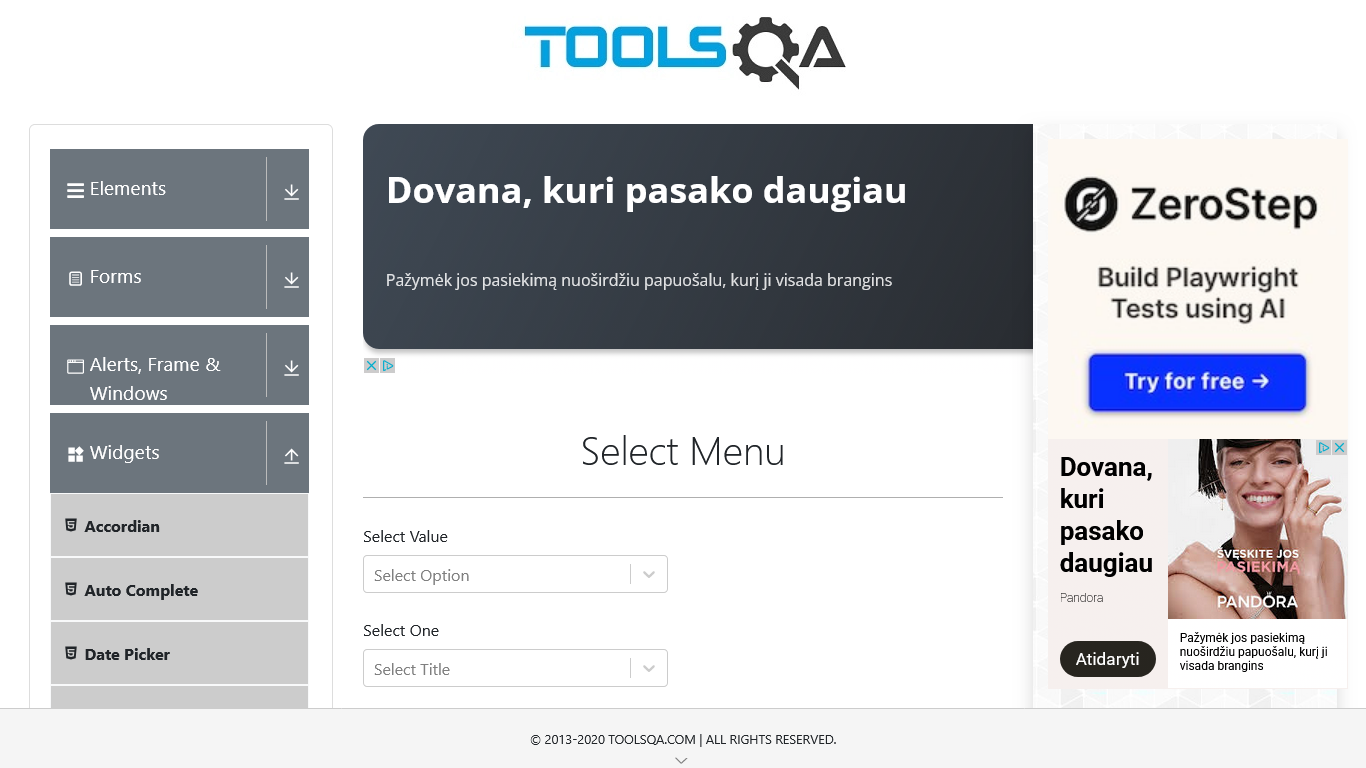 TOOLSQA
Elements
Forms
Alerts, Frame &
Windows
Widgets
Accordian
Auto Complete
Date Picker
Dovana, kuri pasako daugiau
Pažymėk jos pasiekimą nuoširdžiu papuošalu, kurį ji visada brangins
Select Menu
Select Value
Select Option
Select One
Select Title
ZeroStep
Build Playwright
Tests using AI
Try for free →
Dovana,
kuri
pasako
daugiau
Pandora
Atidaryti
ŠVĘSKITE JOS
PASIEKIMĄ
PANDÓRA
Pažymėk jos pasiekimą
nuoširdžiu papuošalu, kurį ji
visada brangins
© 2013-2020 TOOLSQA.COM | ALL RIGHTS RESERVED.